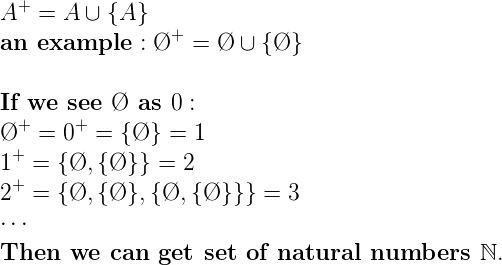 A⁺ = A ∪ {A}
an example : Ø⁺ = Ø ∪ {Ø}
If we see Ø as 0 :
Ø⁺ = 0⁺ = {Ø} = 1
1⁺ = {Ø, {Ø}} = 2
2⁺ = {Ø, {Ø}, {Ø, {Ø}}} = 3
⋯
Then we can get set of natural numbers ℕ.